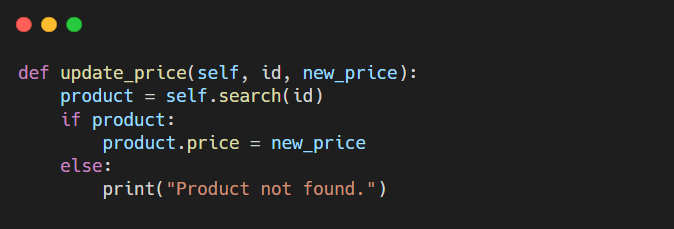 def update_price(self, id, new_price):
    product = self.search(id)
    if product:
        product.price = new_price
    else:
        print("Product not found.")